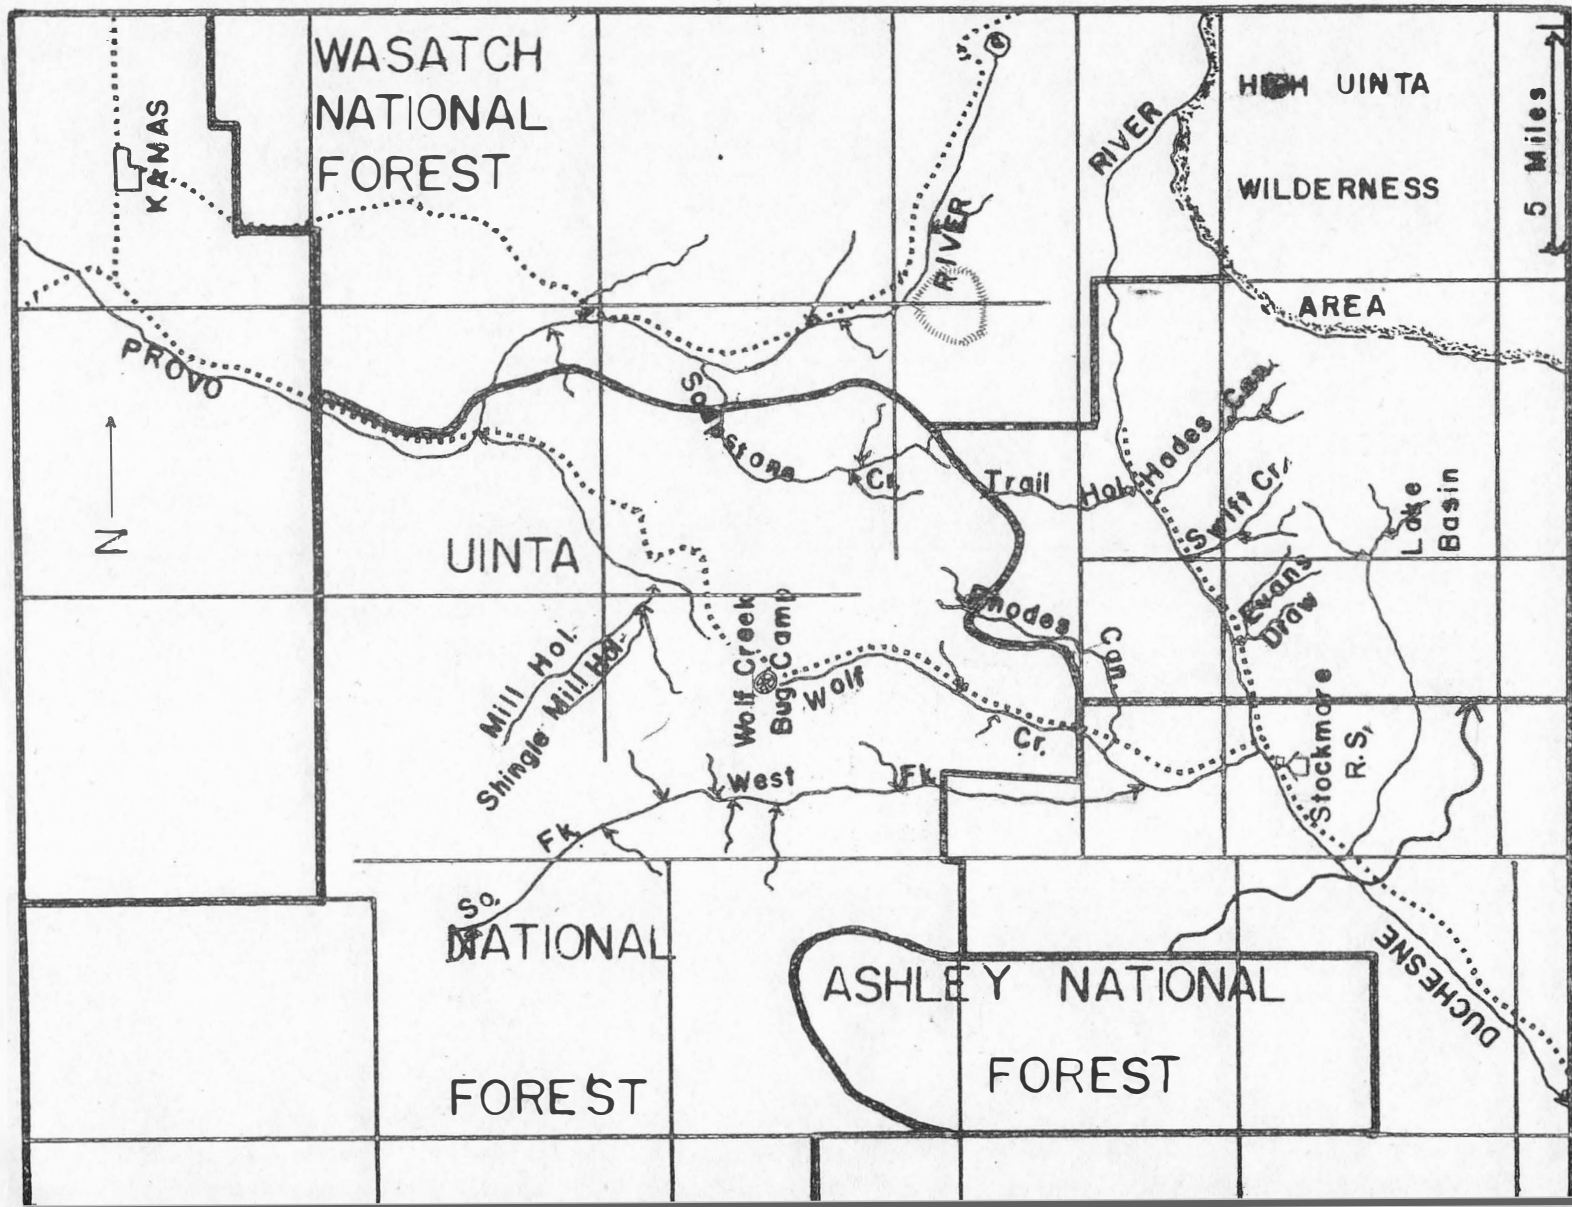 WASATCH
NATIONAL
FOREST
KAMAS
RIVER
HIGH UINTA
WILDERNESS
AREA
5 Miles
RIVER
PROVO
N
Soapstone
Cr.
Trail Hol.
Hades Can.
Swift Cr.
Lake
Basin
Evans
Draw
UINTA
Rhodes
Can.
Mill Hol.
Shingle Mill Hol.
Wolf Creek
Bug Camp
Wolf
Cr.
Stockmore
R.S.
West
Fk.
Fk.
So.
NATIONAL
FOREST
ASHLEY NATIONAL
FOREST
DUCHESNE